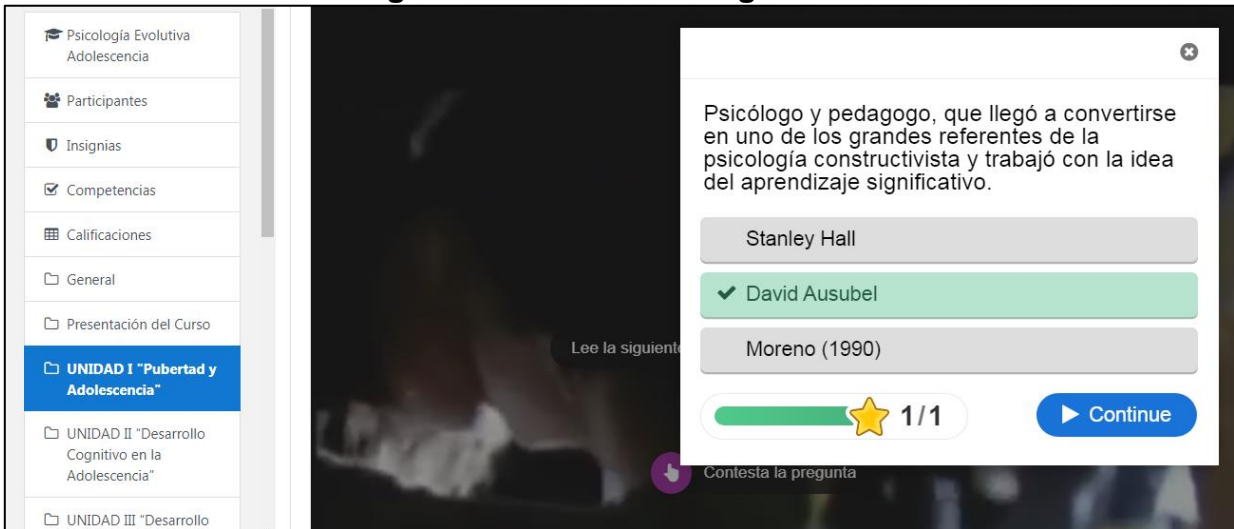 Psicología Evolutiva
Adolescencia
Participantes
Insignias
Competencias
Calificaciones
General
Presentación del Curso
UNIDAD I "Pubertad y
Adolescencia"
UNIDAD II "Desarrollo
Cognitivo en la
Adolescencia"
UNIDAD III "Desarrollo
Lee la siguiente
Psicólogo y pedagogo, que llegó a convertirse
en uno de los grandes referentes de la
psicología constructivista y trabajó con la idea
del aprendizaje significativo.
Stanley Hall
David Ausubel
Moreno (1990)
1/1
Continue
Contesta la pregunta